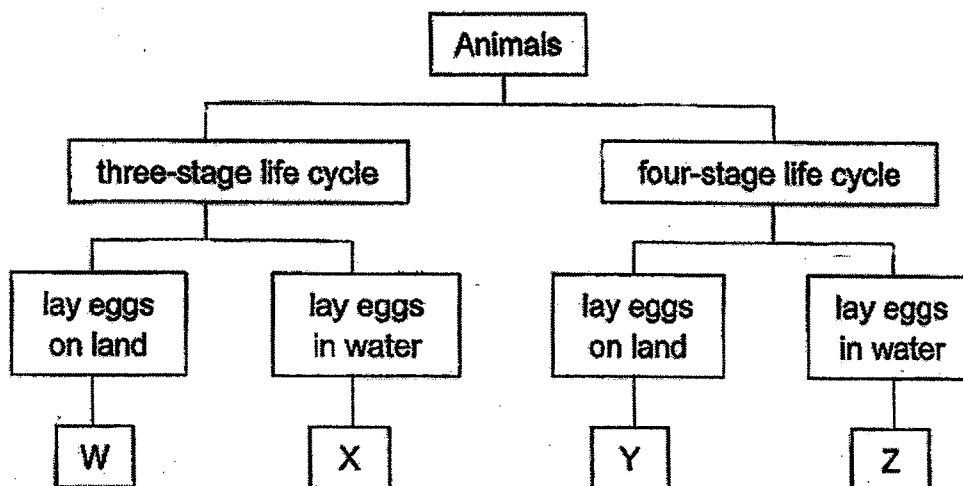 Animals
three-stage life cycle
four-stage life cycle
lay eggs
on land
lay eggs
in water
lay eggs
on land
lay eggs
in water
W
X
Y
Z